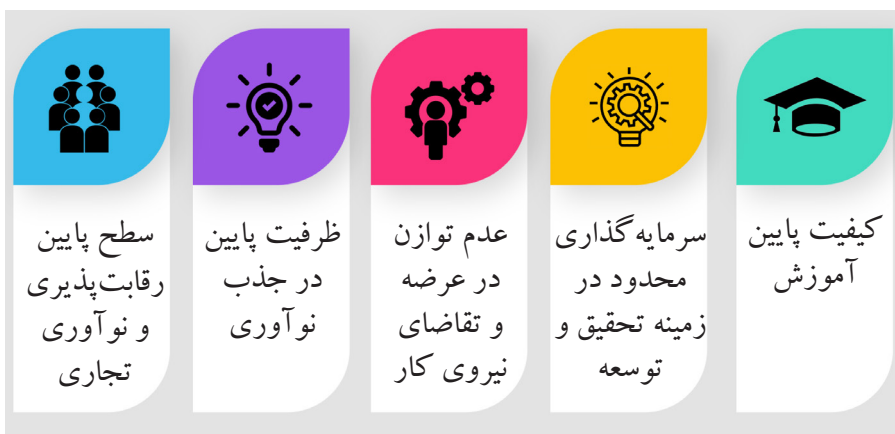 کیفیت پایین
آموزش
سرمایه‌گذاری
محدود در
زمینه تحقیق و
توسعه
عدم توازن
در عرضه
و تقاضای
نیروی کار
ظرفیت پایین
در جذب
نوآوری
سطح پایین
رقابت‌پذیری
و نوآوری
تجاری